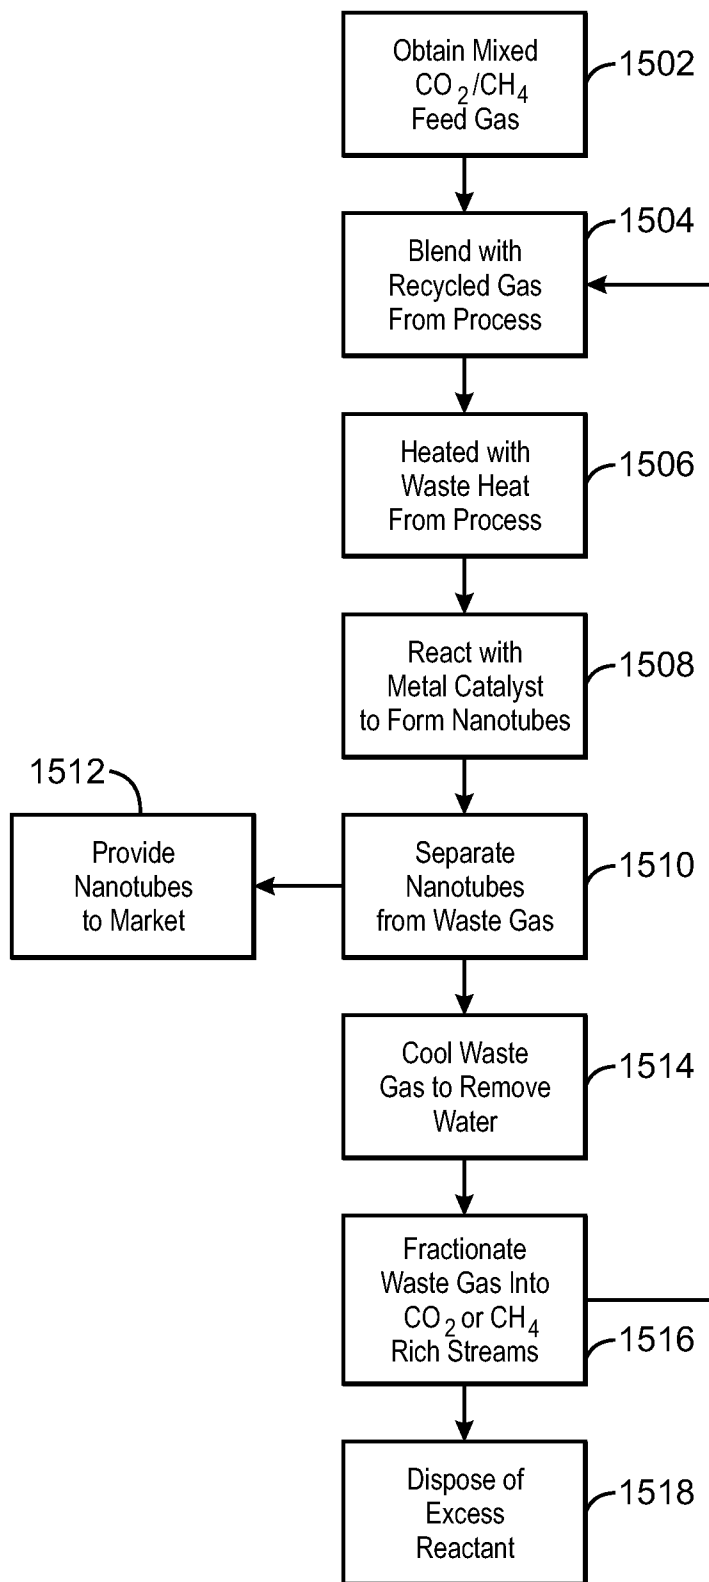 Obtain Mixed
CO2/CH4
Feed Gas
1502
Blend with
Recycled Gas
From Process
1504
Heated with
Waste Heat
From Process
1506
React with
Metal Catalyst
to Form Nanotubes
1508
1512
Provide
Nanotubes
to Market
Separate
Nanotubes
from Waste Gas
1510
Cool Waste
Gas to Remove
Water
1514
Fractionate
Waste Gas Into
CO2 or CH4
Rich Streams
1516
Dispose of
Excess
Reactant
1518